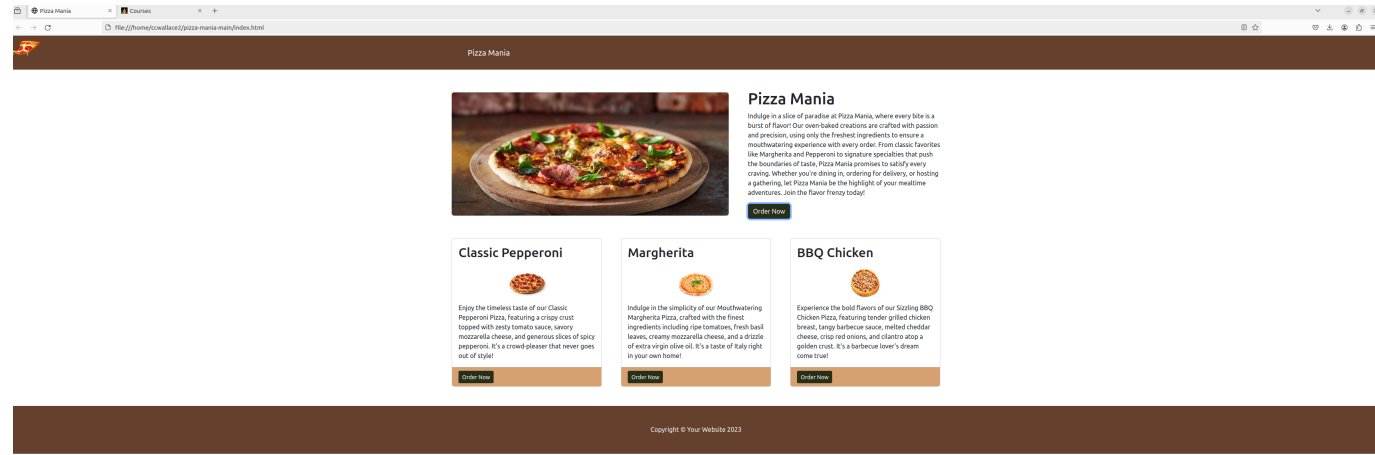 Pizza Mania
Courses
file:///home/ccwallace2/pizza-mania-main/index.html
Pizza Mania
Pizza Mania
Indulge in a slice of paradise at Pizza Mania, where every bite is a
burst of flavor! Our oven-baked creations are crafted with passion
and precision, using only the freshest ingredients to ensure a
mouthwatering experience with every order. From classic favorites
like Margherita and Pepperoni to signature specialties that push
the boundaries of taste, Pizza Mania promises to satisfy every
craving. Whether you're dining in, ordering for delivery, or hosting
a gathering, let Pizza Mania be the highlight of your mealtime
adventures. Join the flavor frenzy today!
Order Now
Classic Pepperoni
Enjoy the timeless taste of our Classic
Pepperoni Pizza, featuring a crispy crust
topped with zesty tomato sauce, savory
mozzarella cheese, and generous slices of spicy
pepperoni. It's a crowd-pleaser that never goes
out of style!
Order Now
Margherita
Indulge in the simplicity of our Mouthwatering
Margherita Pizza, crafted with the finest
ingredients including ripe tomatoes, fresh basil
leaves, creamy mozzarella cheese, and a drizzle
of extra virgin olive oil. It's a taste of Italy right
in your own home!
Order Now
BBQ Chicken
Experience the bold flavors of our Sizzling BBQ
Chicken Pizza, featuring tender grilled chicken
breast, tangy barbecue sauce, melted cheddar
cheese, crisp red onions, and cilantro atop a
golden crust. It's a barbecue lover's dream
come true!
Order Now
Copyright © Your Website 2023